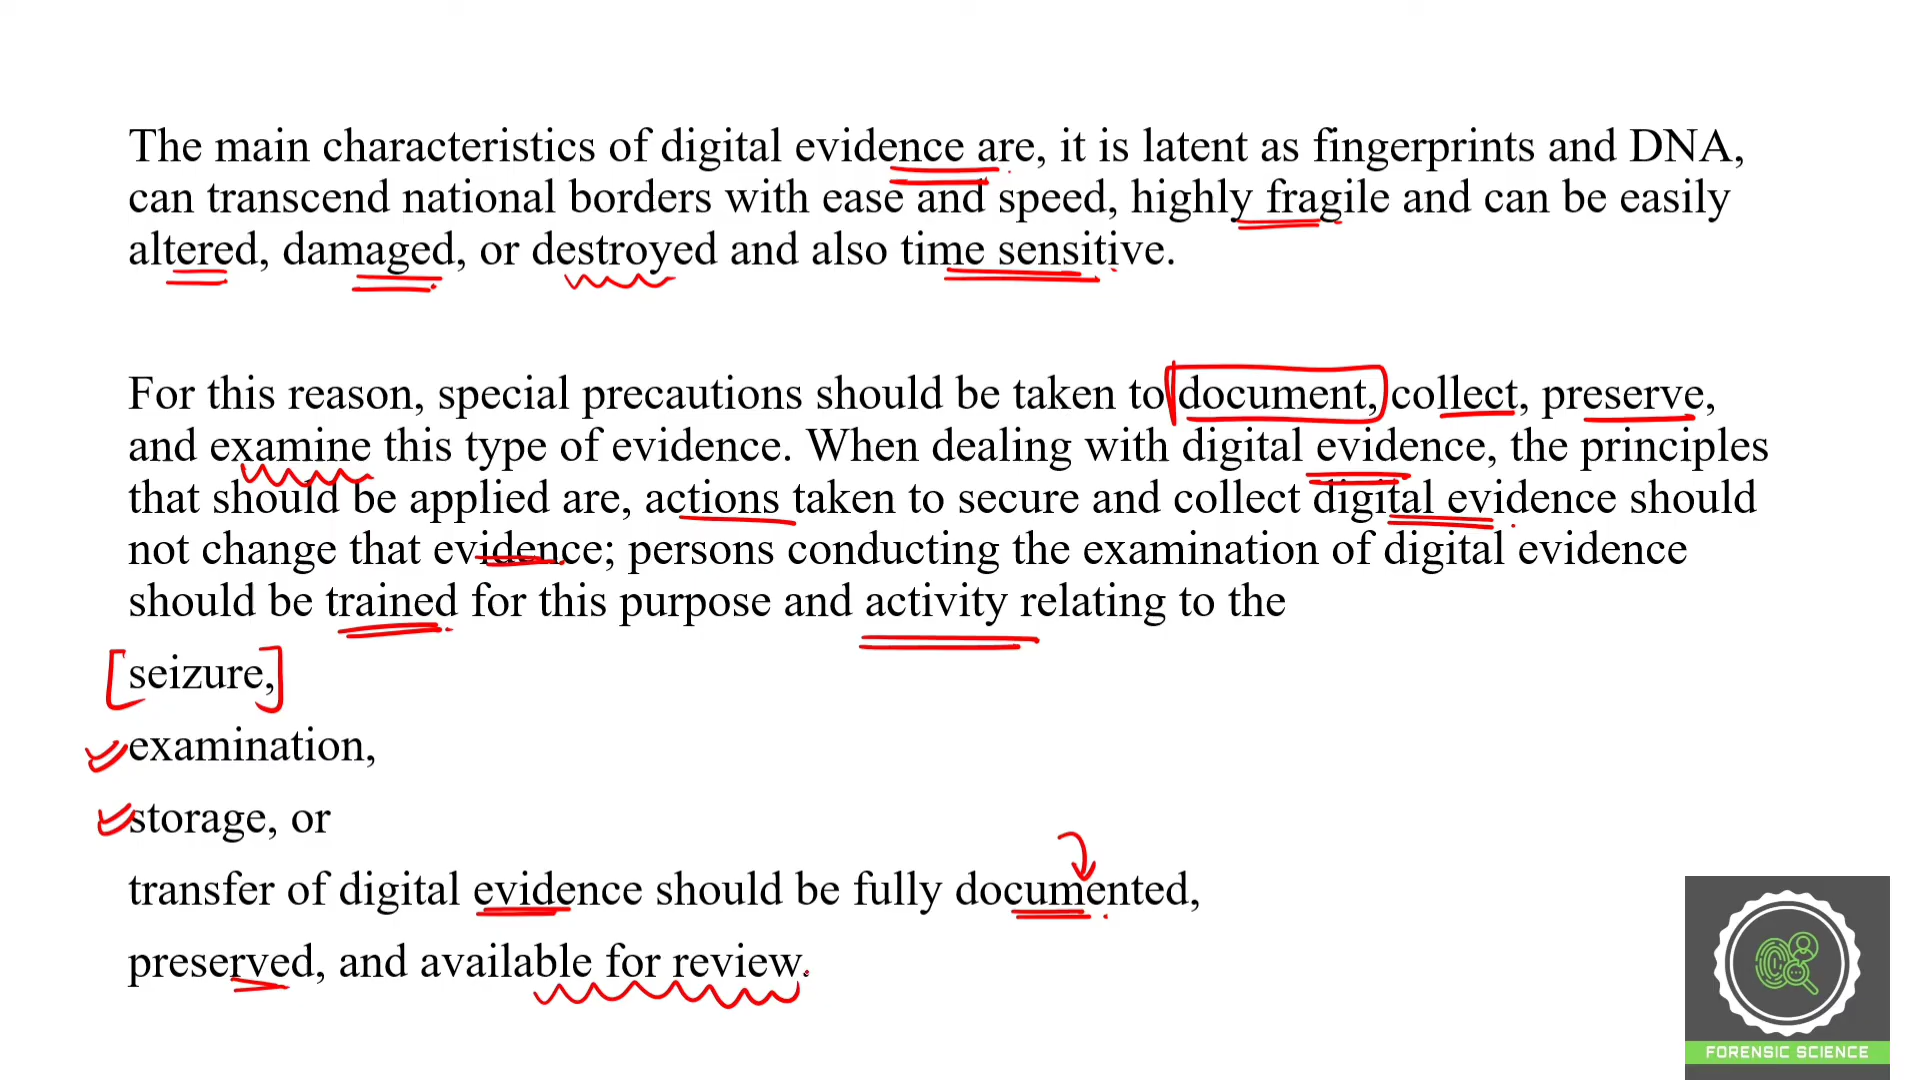 The main characteristics of digital evidence are, it is latent as fingerprints and DNA,
can transcend national borders with ease and speed, highly fragile and can be easily
altered, damaged, or destroyed and also time sensitive.
For this reason, special precautions should be taken to document, collect, preserve,
and examine this type of evidence. When dealing with digital evidence, the principles
that should be applied are, actions taken to secure and collect digital evidence should
not change that evidence; persons conducting the examination of digital evidence
should be trained for this purpose and activity relating to the
seizure,
examination,
storage, or
transfer of digital evidence should be fully documented,
preserved, and available for review.
FORENSIC SCIENCE